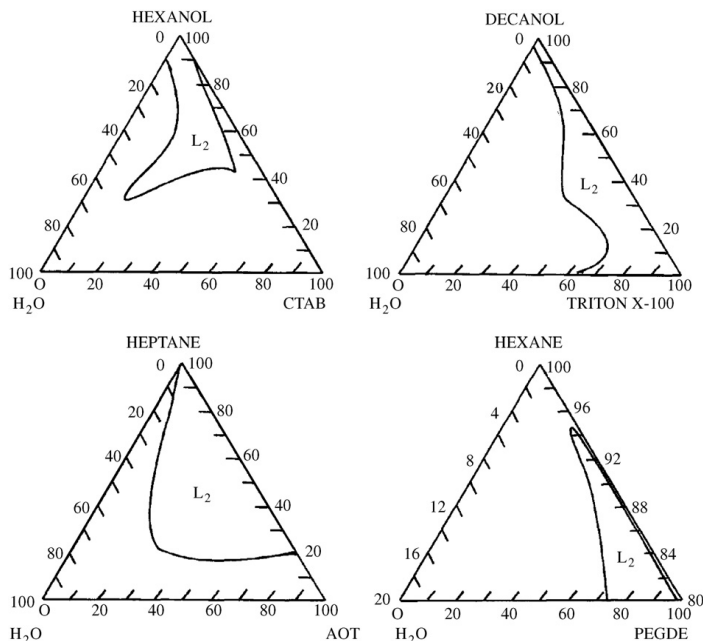 HEXANOL
0 100
20 80
40 60
L2
60 40
80 20
100
0 20 40 60 80 100
H2O CTAB
DECANOL
0 100
20 80
40 60
L2
60 40
80 20
100
0 20 40 60 80 100
H2O TRITON X-100
HEPTANE
0 100
20 80
40 60
L2
60 40
80 20
100
0 20 40 60 80 100
H2O AOT
HEXANE
0 100
4 96
8 92
12 88
16 84
L2
20 80
0 20 40 60 80 100
H2O PEGDE